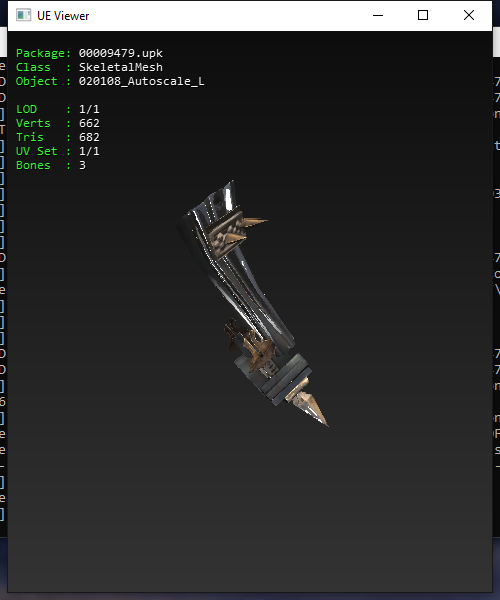 UE Viewer
Package: 00009479.upk
Class  : SkeletalMesh
Object : 020108_Autoscale_L
LOD    : 1/1
Verts  : 662
Tris   : 682
UV Set : 1/1
Bones  : 3